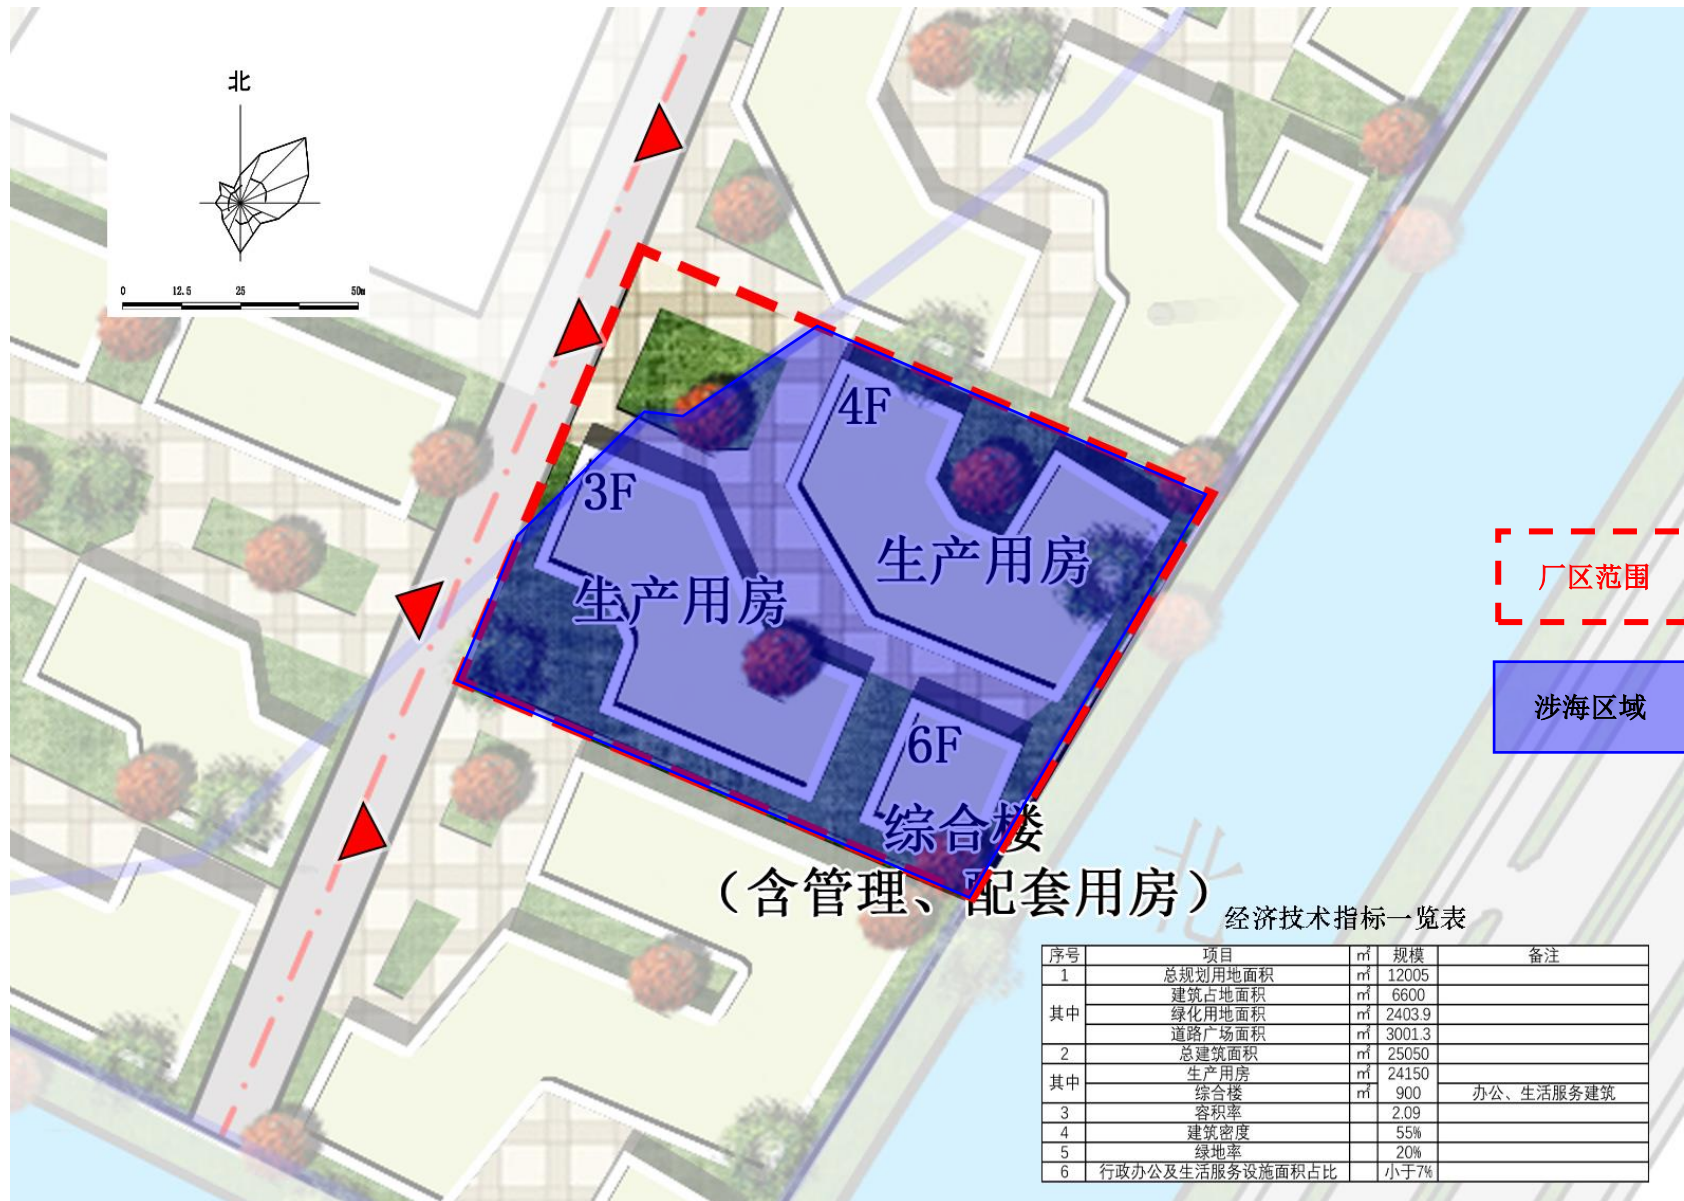 北
0 12.5 25 50m
4F
3F
生产用房
生产用房
厂区范围
涉海区域
6F
综合楼
（含管理、配套用房）
北
经济技术指标一览表
序号 项目 ㎡ 规模 备注
1 总规划用地面积 ㎡ 12005
其中 建筑占地面积 ㎡ 6600
绿化用地面积 ㎡ 2403.9
道路广场面积 ㎡ 3001.3
2 总建筑面积 ㎡ 25050
其中 生产用房 ㎡ 24150
综合楼 ㎡ 900 办公、生活服务建筑
3 容积率 2.09
4 建筑密度 55%
5 绿地率 20%
6 行政办公及生活服务设施面积占比 小于7%